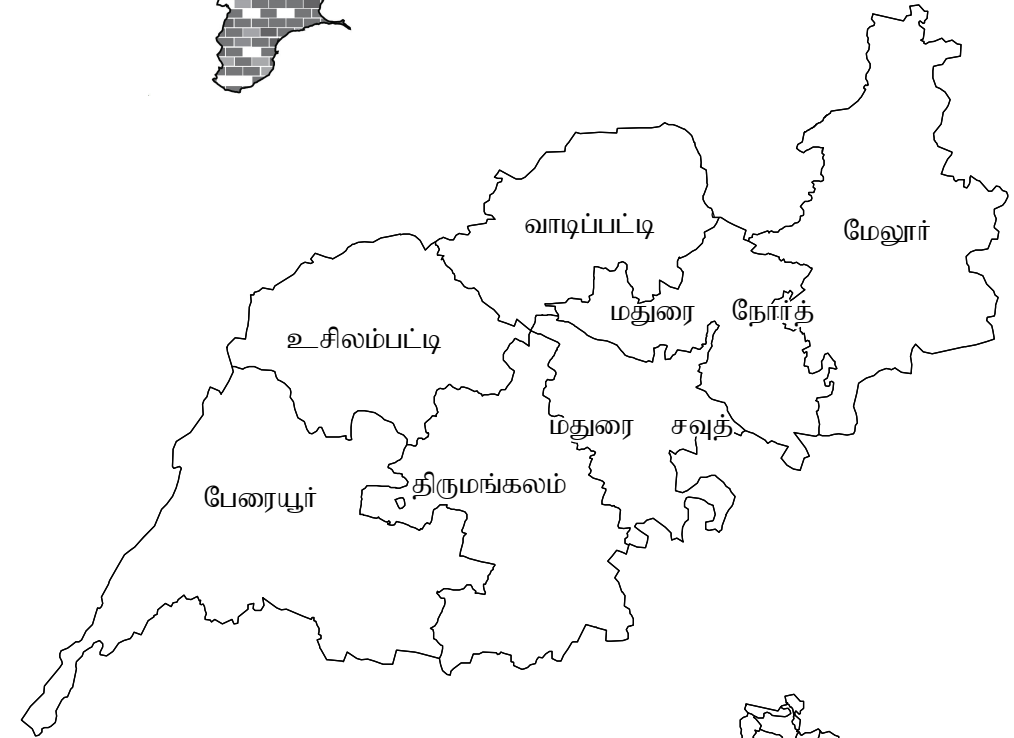 வாடிப்பட்டி
மேலூர்
மதுரை நோர்த்
உசிலம்பட்டி
மதுரை சவுத்
திருமங்கலம்
பேரையூர்